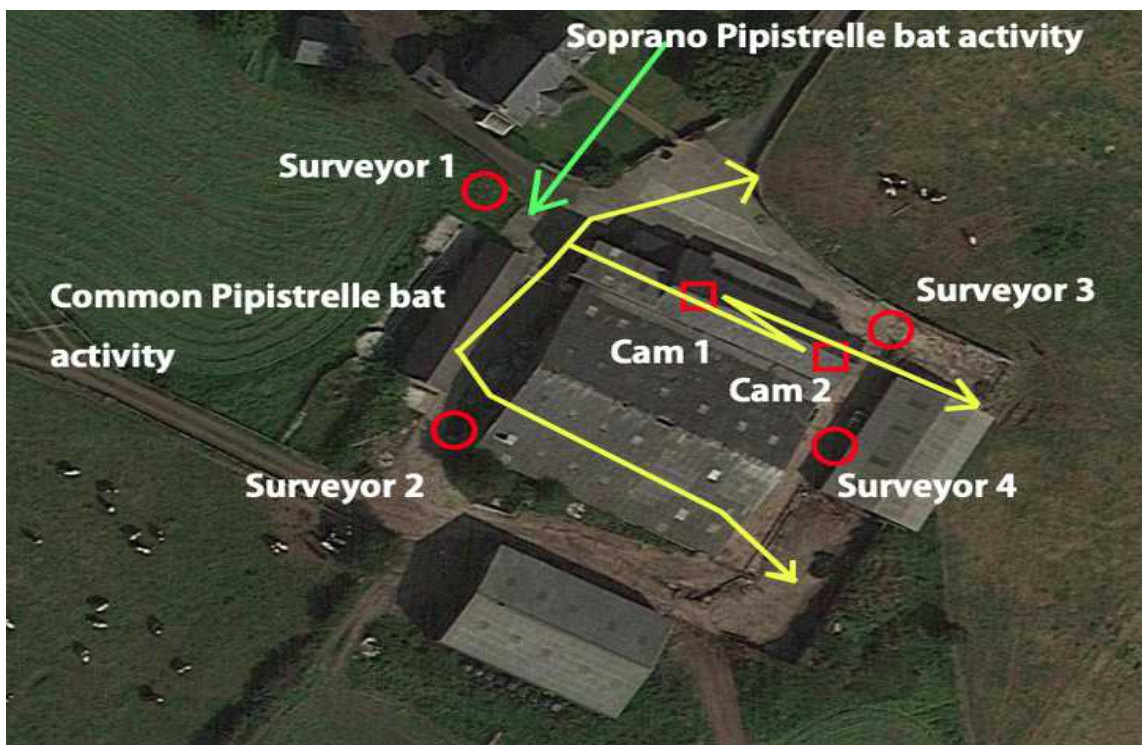 Soprano Pipistrelle bat activity
Surveyor 1
Common Pipistrelle bat
activity
Surveyor 3
Cam 1
Cam 2
Surveyor 2
Surveyor 4